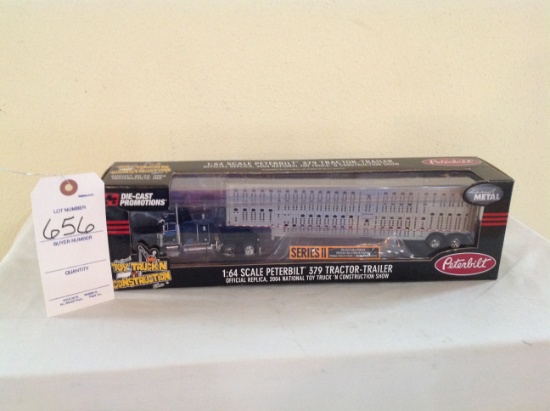 LOT NUMBER
656
BUYER NUMBER
QUANTITY
1:64 SCALE PETERBILT 379 TRACTOR-TRAILER
DIE-CAST
PROMOTIONS
METAL
SERIES II
TOY TRUCK'N
CONSTRUCTION
1:64 SCALE PETERBILT 379 TRACTOR-TRAILER
OFFICIAL REPLICA, 2004 NATIONAL TOY TRUCK 'N CONSTRUCTION SHOW
Peterbilt
Peterbilt